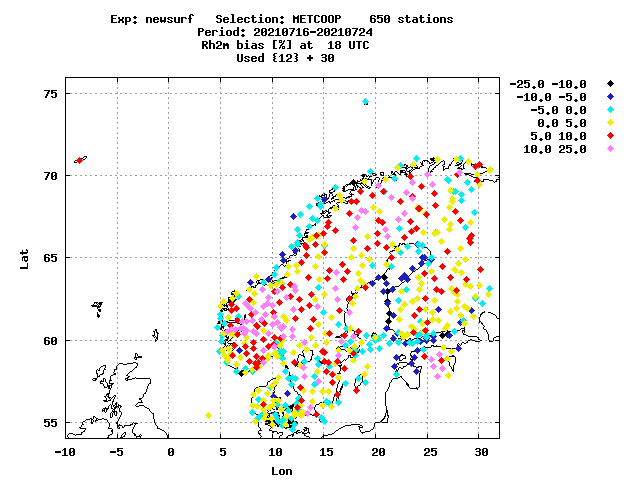 Exp: newsurf   Selection: METCOOP    650 stations
Period: 20210716-20210724
Rh2m bias [%] at  18 UTC
Used {12} + 30
-25.0 -10.0
-10.0 -5.0
-5.0 0.0
0.0 5.0
5.0 10.0
10.0 25.0
75
70
65
60
55
Lat
-10 -5 0 5 10 15 20 25 30
Lon